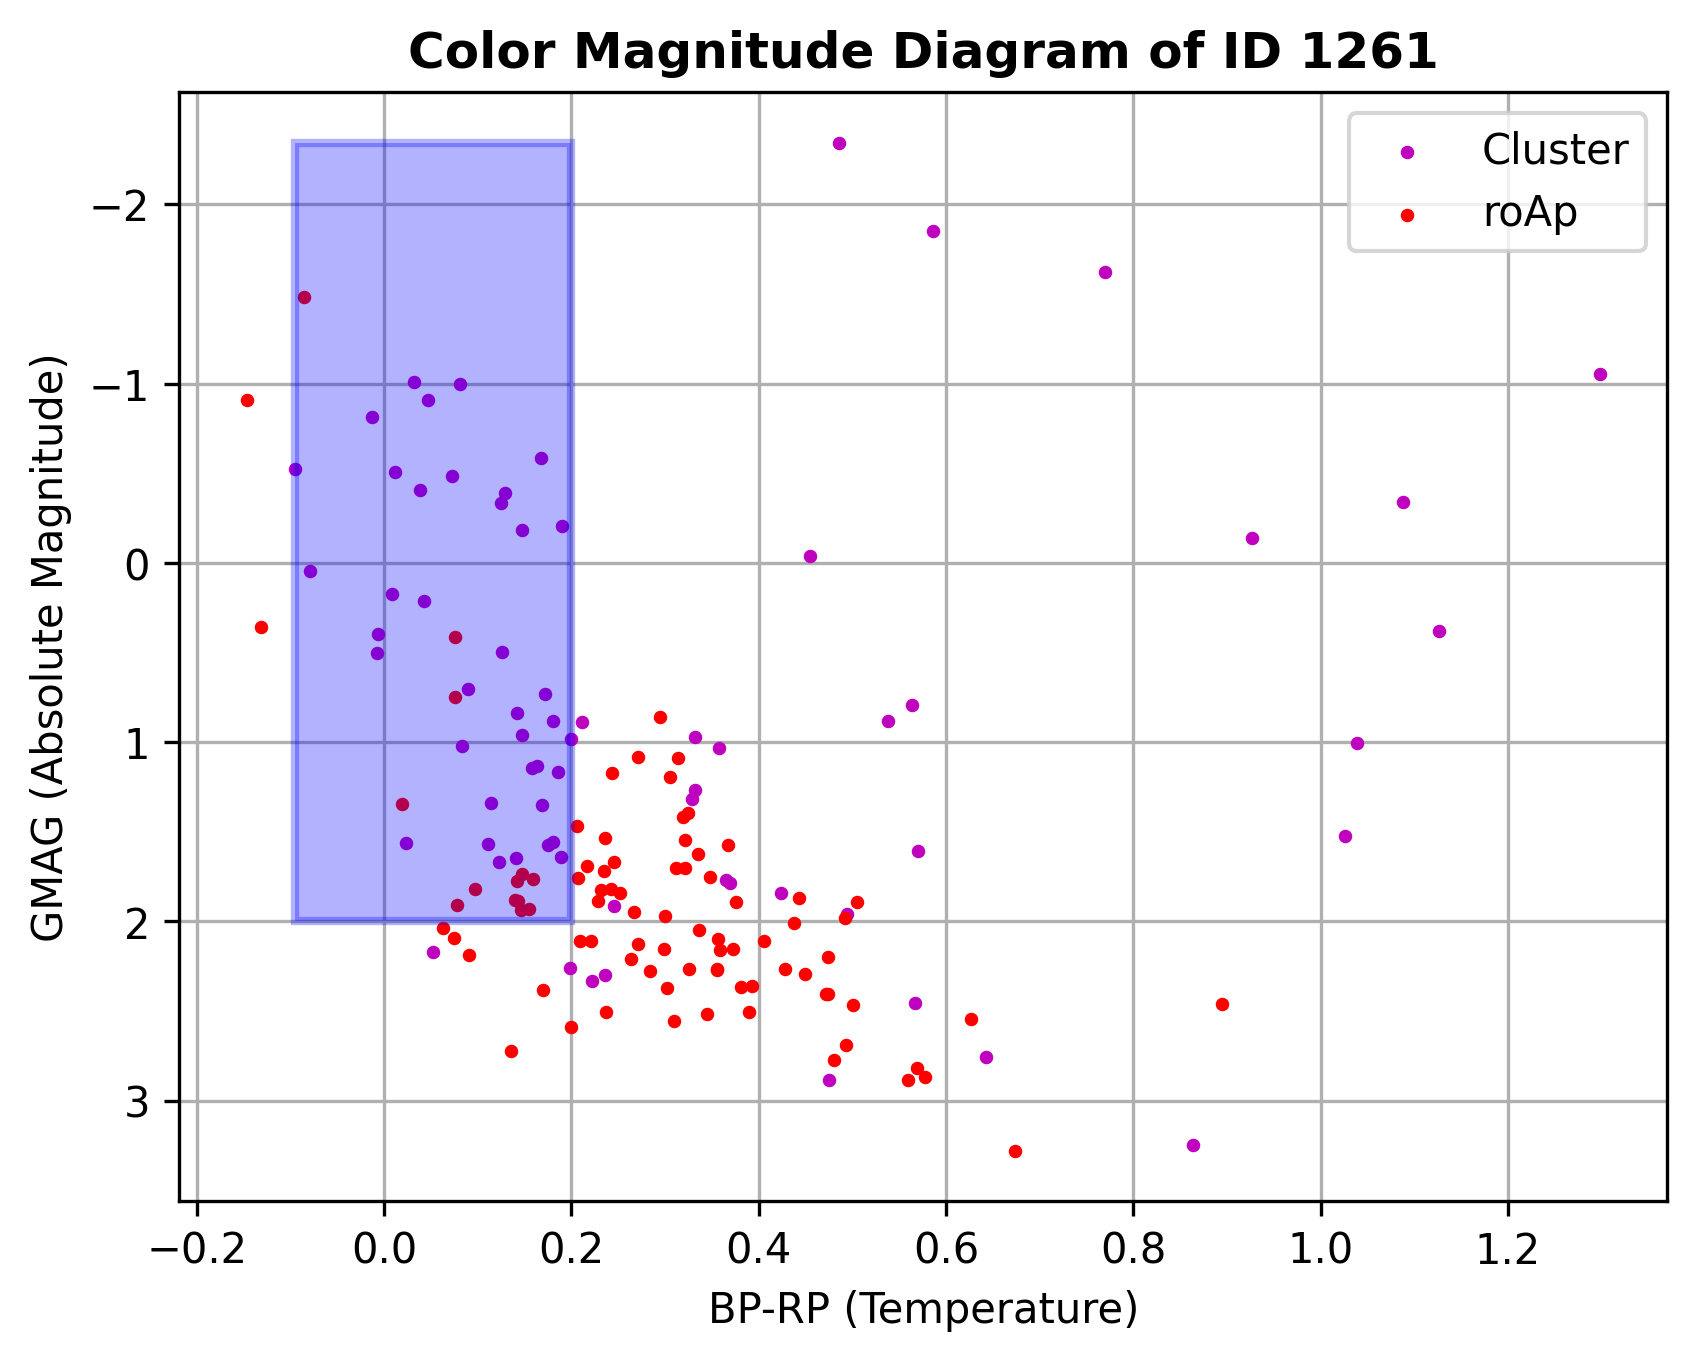 Color Magnitude Diagram of ID 1261
Cluster
roAp
GMAG (Absolute Magnitude)
−2
−1
0
1
2
3
−0.2 0.0 0.2 0.4 0.6 0.8 1.0 1.2
BP-RP (Temperature)